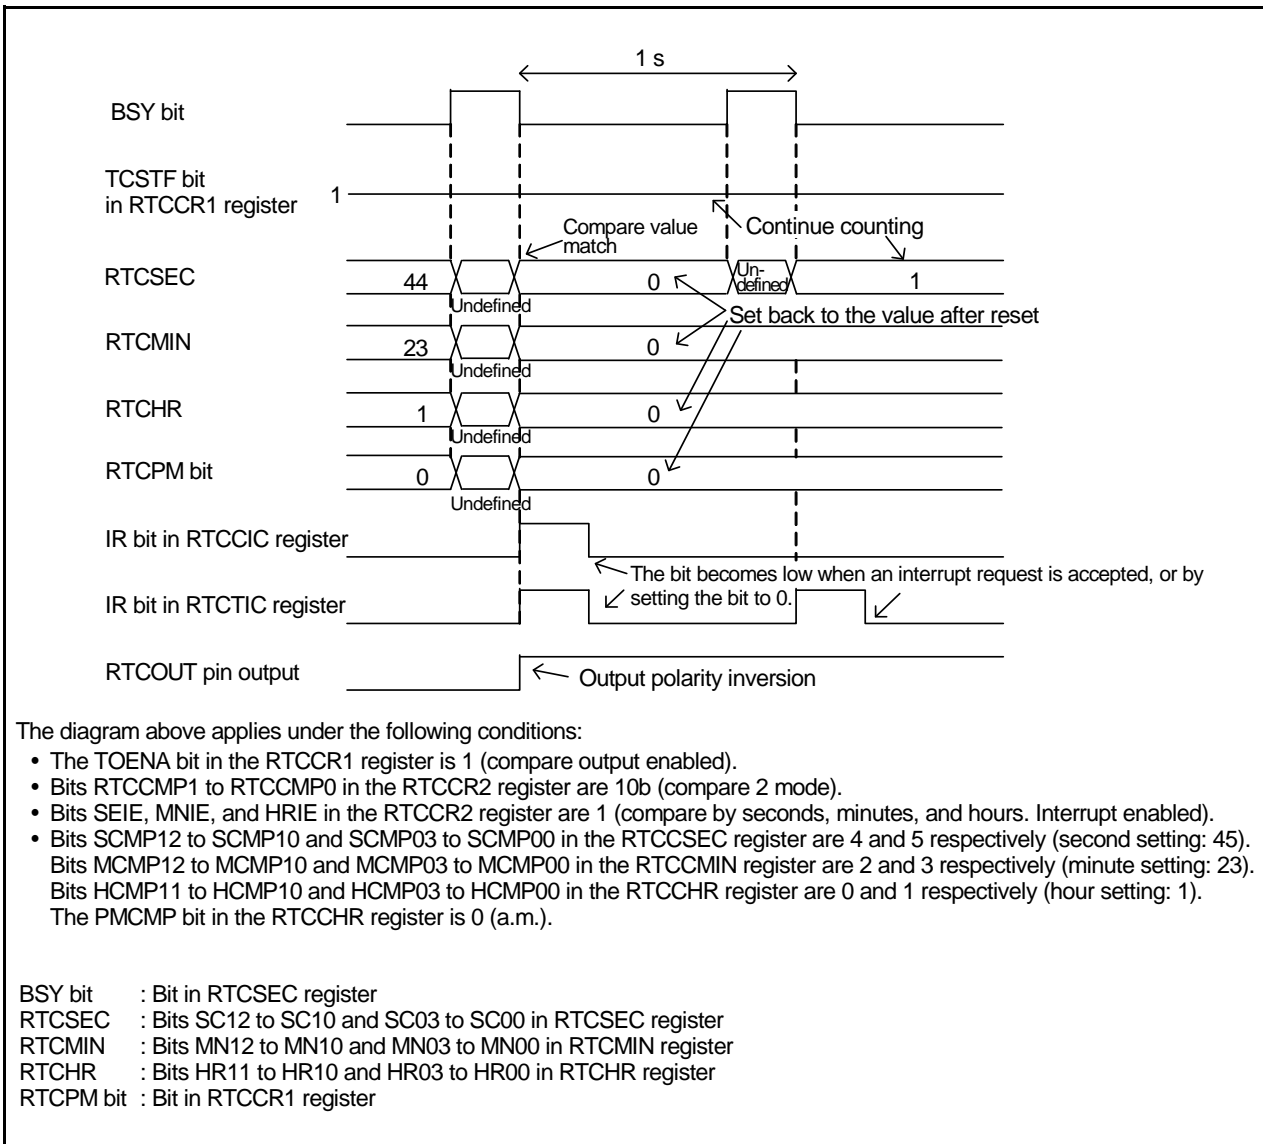 1 s
BSY bit
TCSTF bit
in RTCCR1 register 1
Continue counting
Compare value
match
RTCSEC 44 Undefined 0 Un-
defined 1
Set back to the value after reset
RTCMIN 23 Undefined 0
RTCHR 1 Undefined 0
RTCPM bit 0 Undefined 0
IR bit in RTCCIC register
The bit becomes low when an interrupt request is accepted, or by
setting the bit to 0.
IR bit in RTCTIC register
RTCOUT pin output
Output polarity inversion
The diagram above applies under the following conditions:
• The TOENA bit in the RTCCR1 register is 1 (compare output enabled).
• Bits RTCCMP1 to RTCCMP0 in the RTCCR2 register are 10b (compare 2 mode).
• Bits SEIE, MNIE, and HRIE in the RTCCR2 register are 1 (compare by seconds, minutes, and hours. Interrupt enabled).
• Bits SCMP12 to SCMP10 and SCMP03 to SCMP00 in the RTCCSEC register are 4 and 5 respectively (second setting: 45).
Bits MCMP12 to MCMP10 and MCMP03 to MCMP00 in the RTCCMIN register are 2 and 3 respectively (minute setting: 23).
Bits HCMP11 to HCMP10 and HCMP03 to HCMP00 in the RTCCHR register are 0 and 1 respectively (hour setting: 1).
The PMCMP bit in the RTCCHR register is 0 (a.m.).
BSY bit : Bit in RTCSEC register
RTCSEC : Bits SC12 to SC10 and SC03 to SC00 in RTCSEC register
RTCMIN : Bits MN12 to MN10 and MN03 to MN00 in RTCMIN register
RTCHR : Bits HR11 to HR10 and HR03 to HR00 in RTCHR register
RTCPM bit : Bit in RTCCR1 register